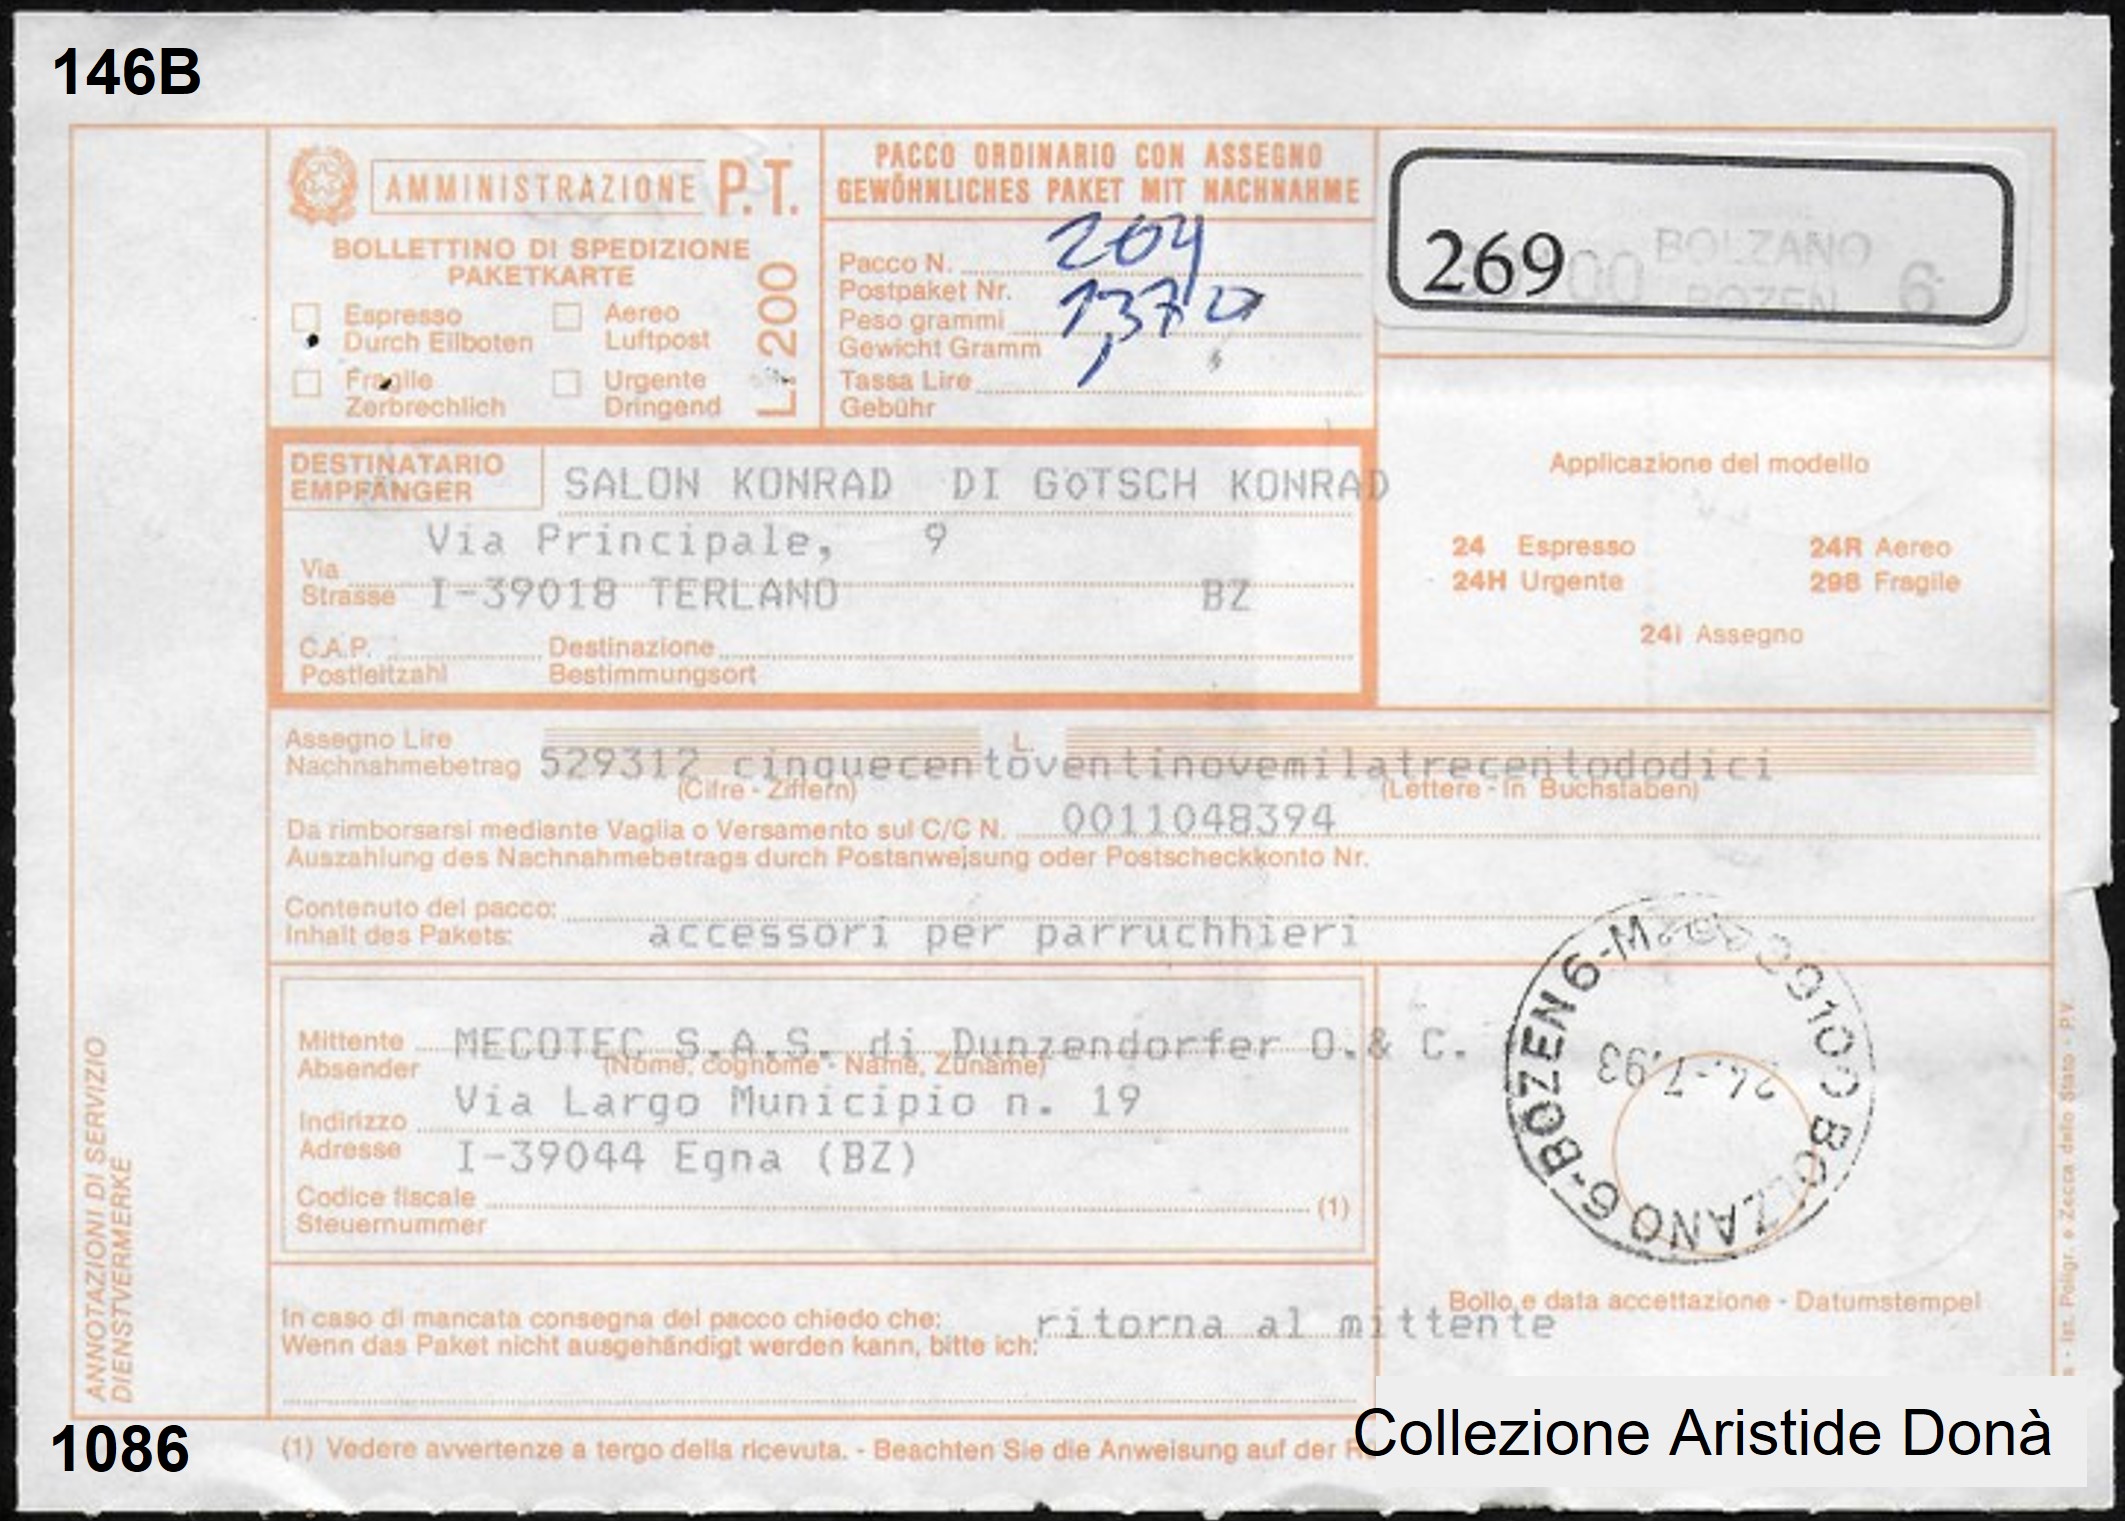 146B
AMMINISTRAZIONE P.T.
BOLLETTINO DI SPEDIZIONE
PAKETKARTE
Espresso
Durch Eilboten
Aereo
Luftpost
Fragile
Zerbrechlich
Urgente
Dringend
L. 200
PACCO ORDINARIO CON ASSEGNO
GEWÖHNLICHES PAKET MIT NACHNAHME
Pacco N. 269
Postpaket Nr.
Peso grammi
Gewicht Gramm
Tassa Lire
Gebühr
269 BOLZANO
BOZEN 6
DESTINATARIO
EMPFÄNGER
SALON KONRAD DI GöTSCH KONRAD
Via Principale, 9
Via
Strasse
I-39018 TERLANO BZ
C.A.P. Destinazione
Postleitzahl Bestimmungsort
Applicazione del modello
24 Espresso 24R Aereo
24H Urgente 29B Fragile
24I Assegno
Assegno Lire L.
Nachnahmebetrag 529312 cinquecentoventinovemilatrecentododici
(Cifre - Ziffern) (Lettere - In Buchstaben)
Da rimborsarsi mediante Vaglia o Versamento sul C/C N. 0011048394
Auszahlung des Nachnahmebetrags durch Postanweisung oder Postscheckkonto Nr.
Contenuto del pacco:
Inhalt des Pakets: accessori per parruchhieri
Mittente MECOTEC S.A.S. di Dunzendorfer O.& C.
Absender (Nome, cognome - Name, Zuname)
Via Largo Municipio n. 19
Indirizzo
Adresse I-39044 Egna (BZ)
Codice fiscale (1)
Steuernummer
39100 BOLZANO 6-BOZEN 6-
7.93
Bollo e data accettazione - Datumstempel
In caso di mancata consegna del pacco chiedo che: ritorna al mittente
Wenn das Paket nicht ausgehändigt werden kann, bitte ich:
ANNOTAZIONI DI SERVIZIO
DIENSTVERMERKE
Ist. Poligr. e Zecca dello Stato - P.V.
1086
(1) Vedere avvertenze a tergo della ricevuta. - Beachten Sie die Anweisung auf der
Collezione Aristide Donà